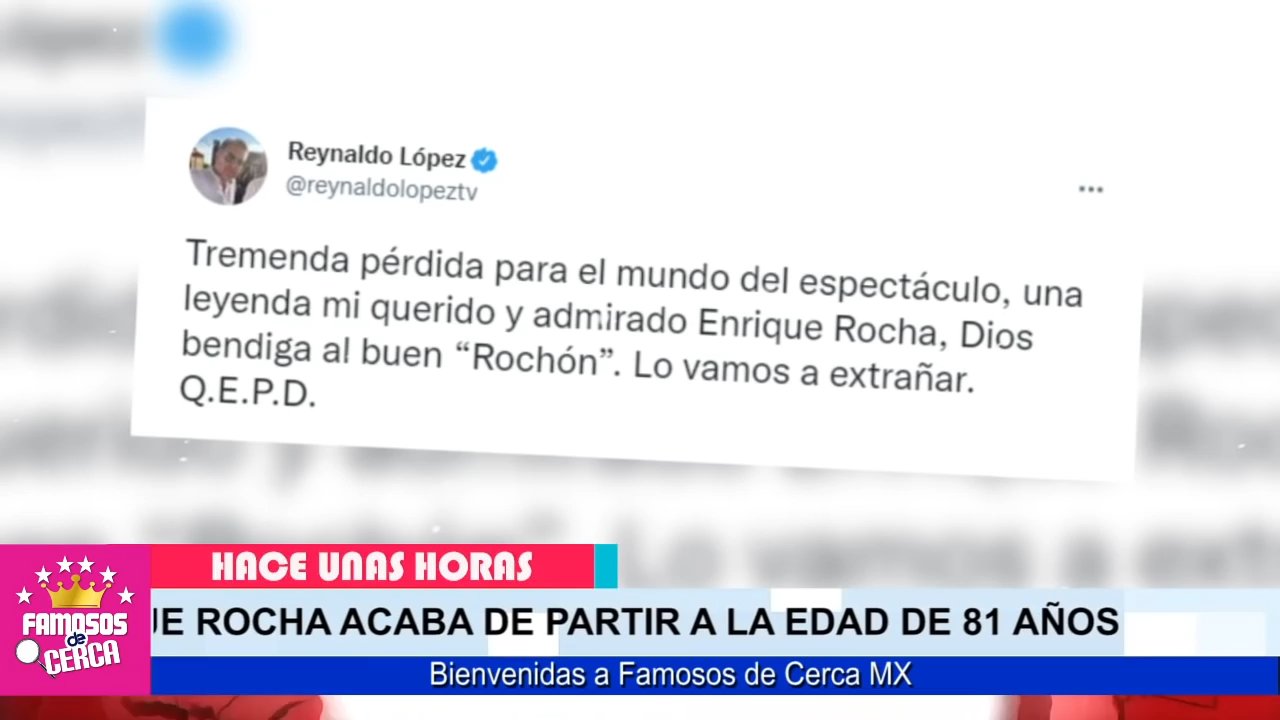 Reynaldo López
@reynaldolopeztv
Tremenda pérdida para el mundo del espectáculo, una
leyenda mi querido y admirado Enrique Rocha, Dios
bendiga al buen “Rochón”. Lo vamos a extrañar.
Q.E.P.D.
HACE UNAS HORAS
UE ROCHA ACABA DE PARTIR A LA EDAD DE 81 AÑOS
FAMOSOS
de
CERCA
Bienvenidas a Famosos de Cerca MX